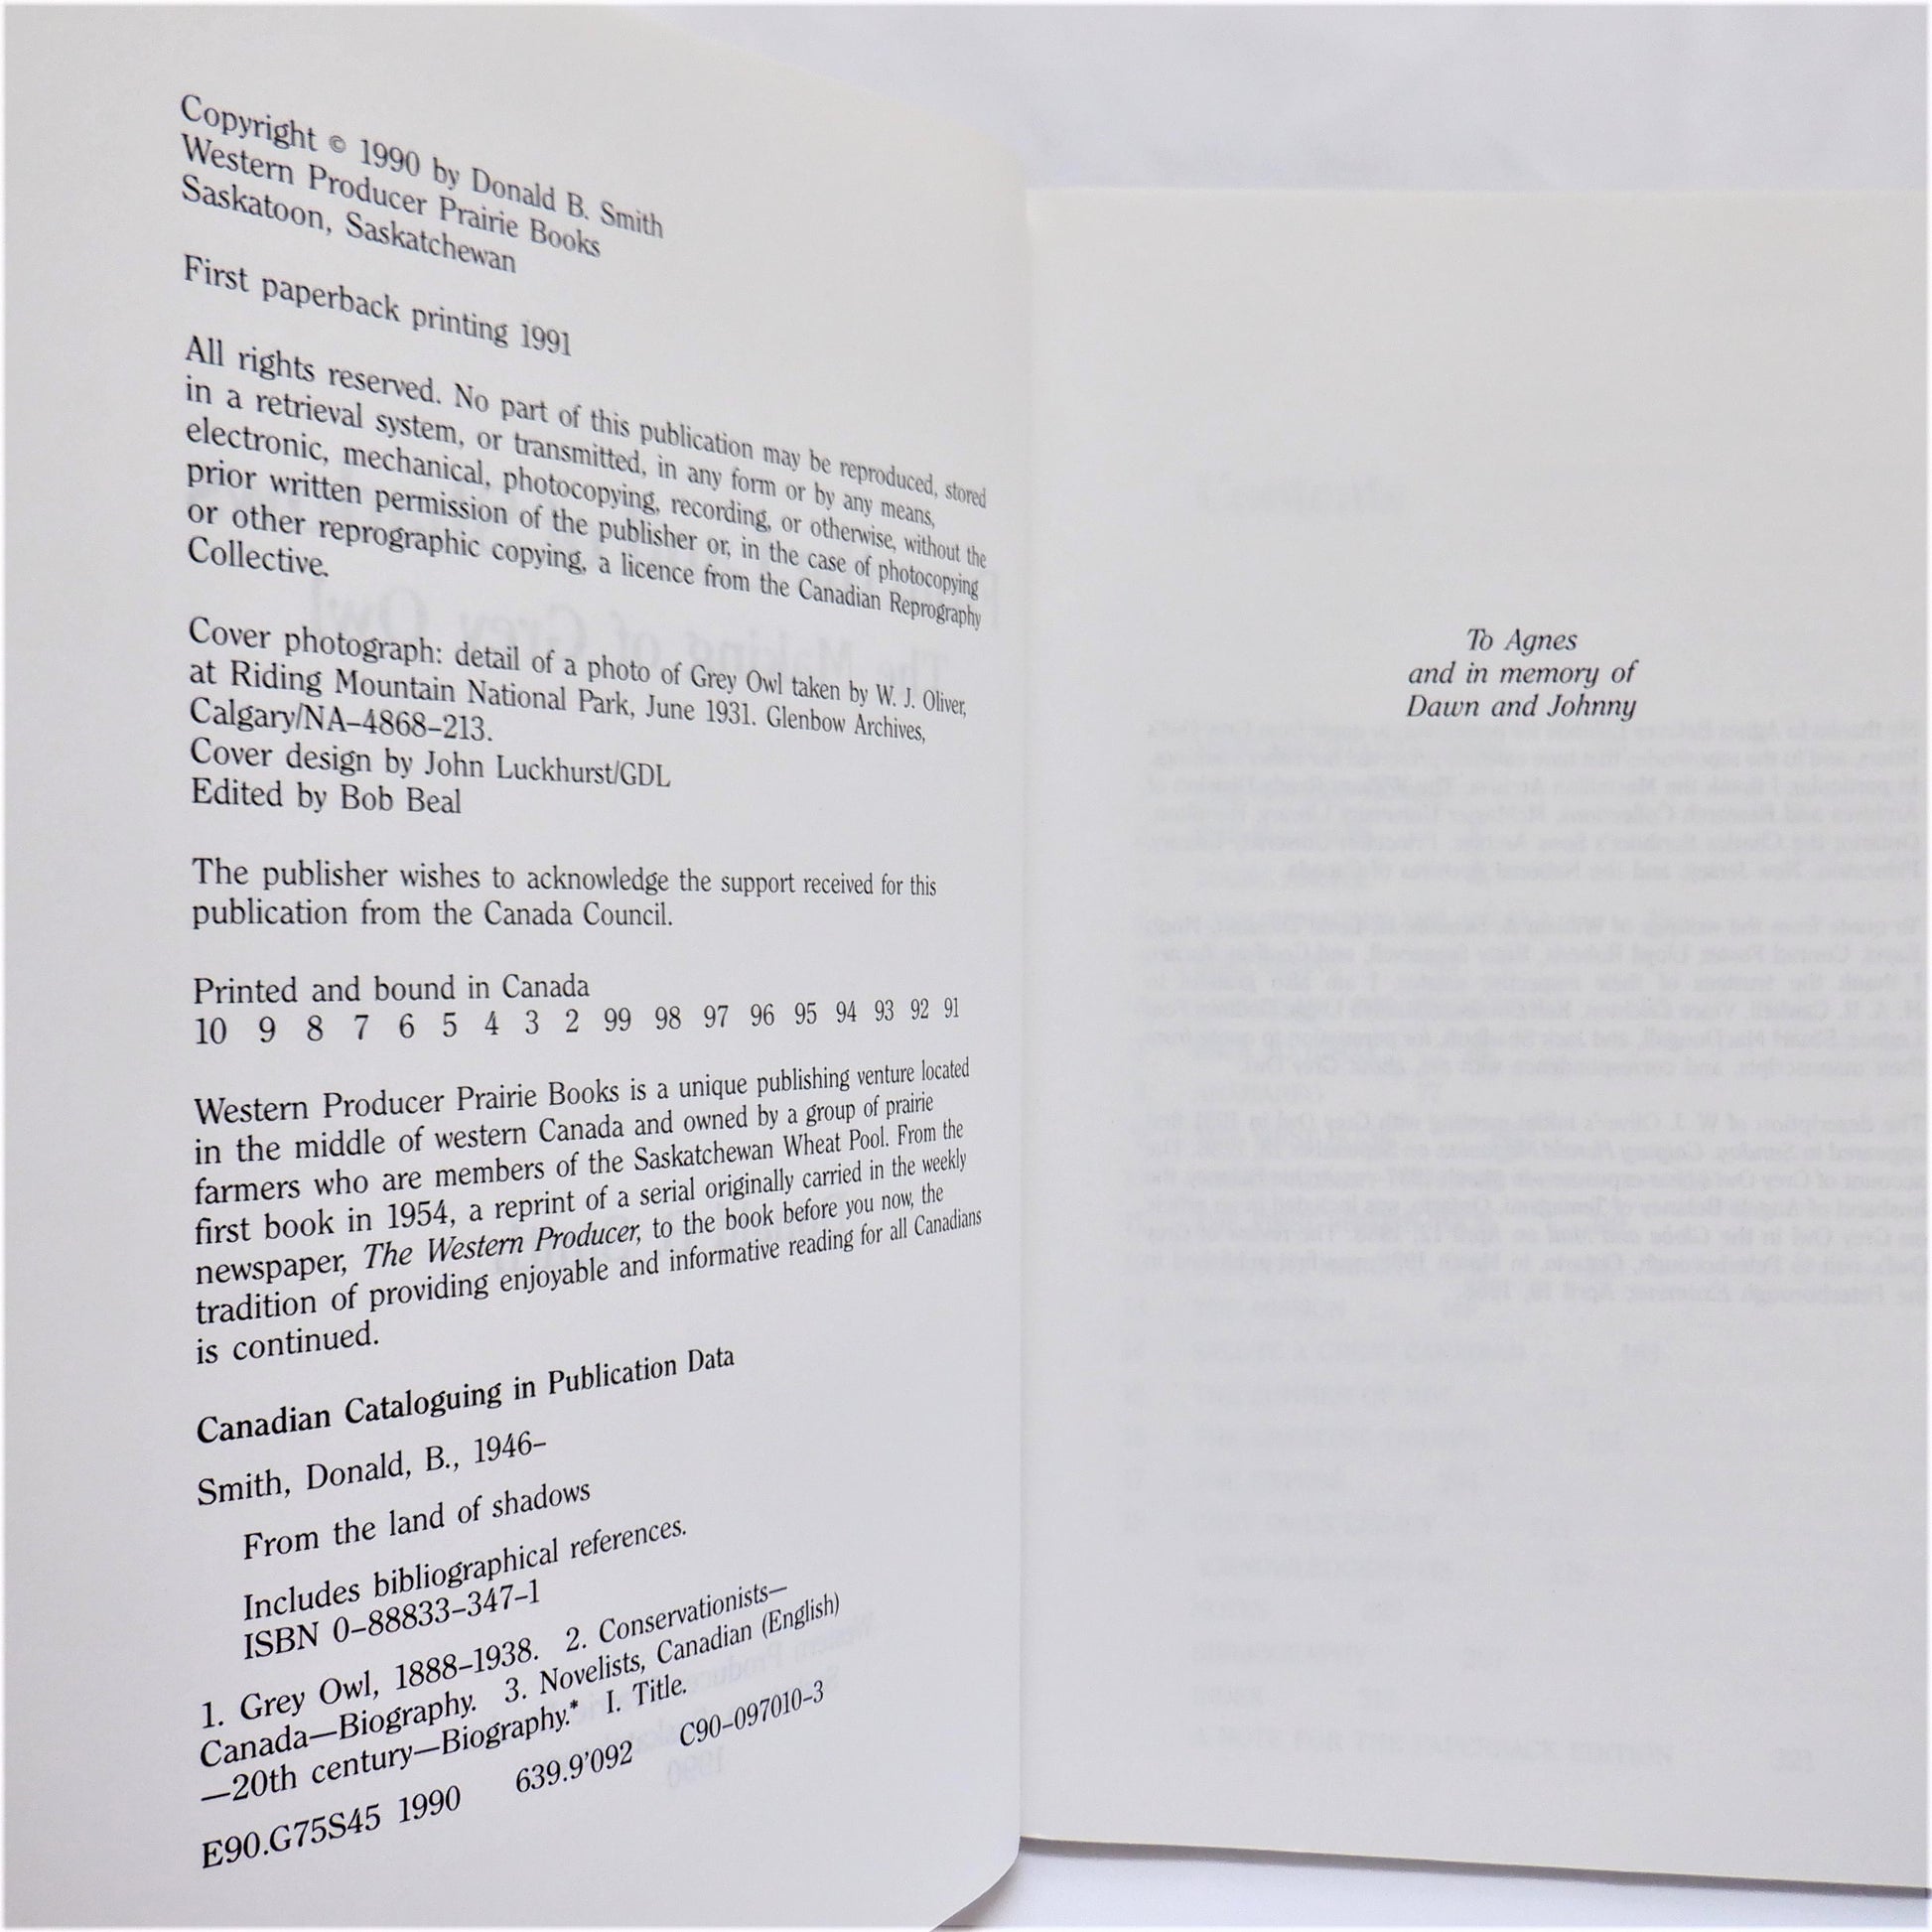 Copyright © 1990 by Donald B. Smith
Western Producer Prairie Books
Saskatoon, Saskatchewan
First paperback printing 1991
All rights reserved. No part of this publication may be reproduced, stored
in a retrieval system, or transmitted, in any form or by any means,
electronic, mechanical, photocopying, recording, or otherwise, without the
prior written permission of the publisher or, in the case of photocopying
or other reprographic copying, a licence from the Canadian Reprography
Collective.
Cover photograph: detail of a photo of Grey Owl taken by W. J. Oliver,
at Riding Mountain National Park, June 1931. Glenbow Archives,
Calgary/NA–4868–213.
Cover design by John Luckhurst/GDL
Edited by Bob Beal
The publisher wishes to acknowledge the support received for this
publication from the Canada Council.
Printed and bound in Canada
10 9 8 7 6 5 4 3 2 99 98 97 96 95 94 93 92 91
Western Producer Prairie Books is a unique publishing venture located
in the middle of western Canada and owned by a group of prairie
farmers who are members of the Saskatchewan Wheat Pool. From the
first book in 1954, a reprint of a serial originally carried in the weekly
newspaper, The Western Producer, to the book before you now, the
tradition of providing enjoyable and informative reading for all Canadians
is continued.
Canadian Cataloguing in Publication Data
Smith, Donald, B., 1946–
From the land of shadows
Includes bibliographical references.
ISBN 0–88833–347–1
1. Grey Owl, 1888–1938. 2. Conservationists—
Canada—Biography. 3. Novelists, Canadian (English)
—20th century—Biography.* I. Title.
E90.G75S45 1990 639.9'092 C90–097010–3
To Agnes
and in memory of
Dawn and Johnny